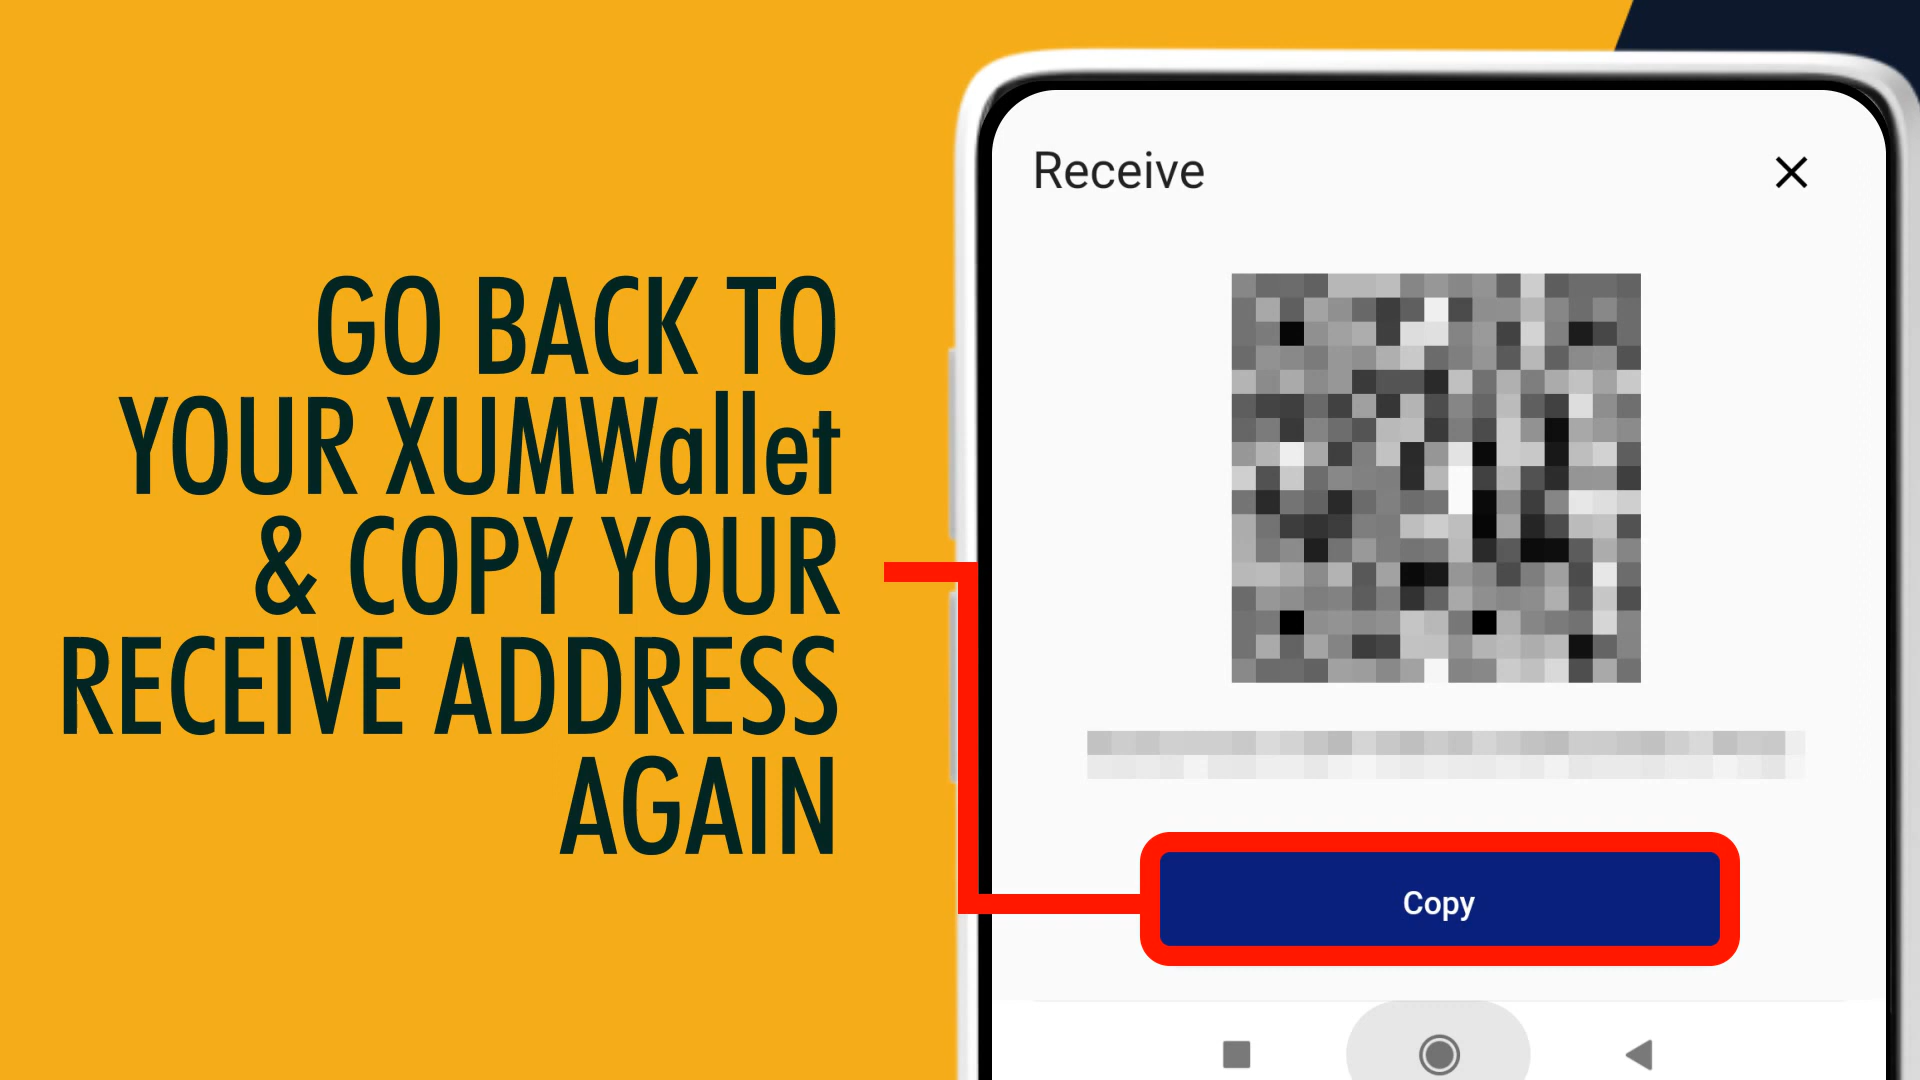 GO BACK TO
YOUR XUMWallet
& COPY YOUR
RECEIVE ADDRESS
AGAIN
Receive
Copy